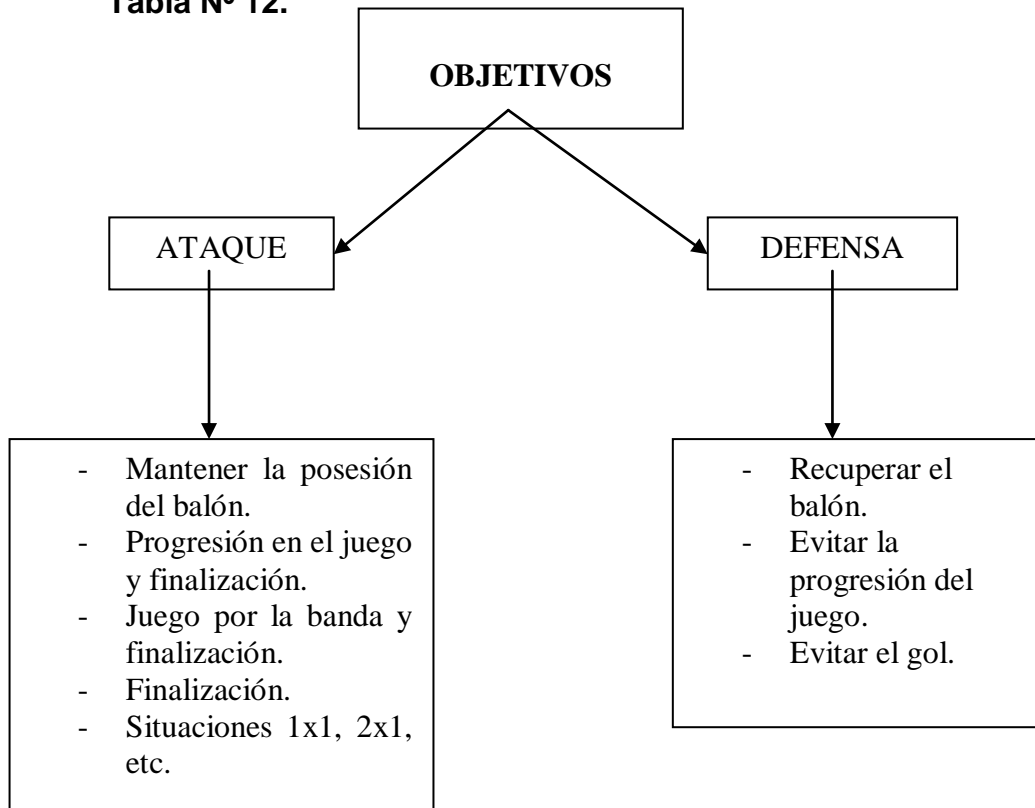 Tabla Nº 12.
OBJETIVOS
ATAQUE
DEFENSA
- Mantener la posesión
del balón.
- Progresión en el juego
y finalización.
- Juego por la banda y
finalización.
- Finalización.
- Situaciones 1x1, 2x1,
etc.
- Recuperar el
balón.
- Evitar la
progresión del
juego.
- Evitar el gol.